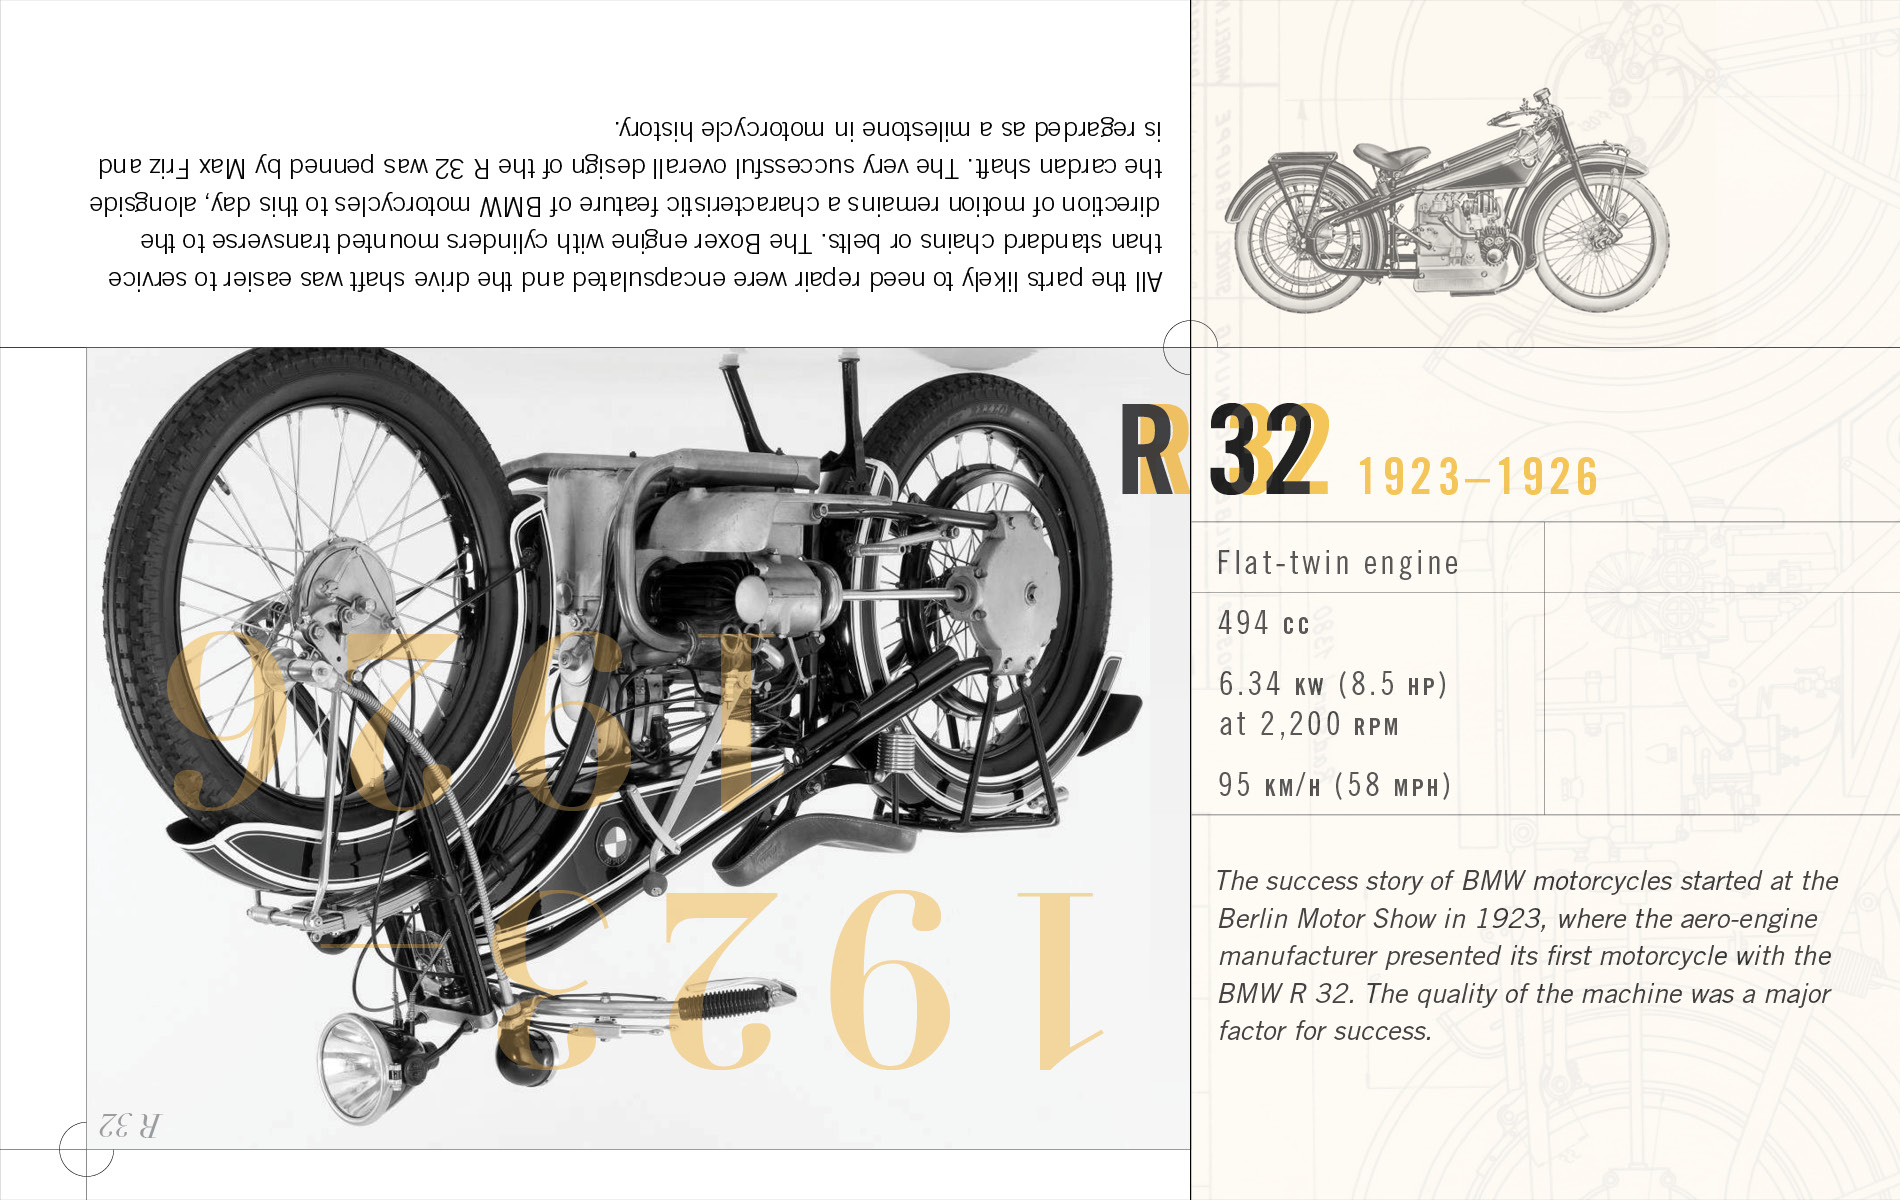 R 32 1923–1926
Flat-twin engine
494 CC
6.34 KW (8.5 HP)
at 2,200 RPM
95 KM/H (58 MPH)
The success story of BMW motorcycles started at the
Berlin Motor Show in 1923, where the aero-engine
manufacturer presented its first motorcycle with the
BMW R 32. The quality of the machine was a major
factor for success.
All the parts likely to need repair were encapsulated and the drive shaft was easier to service
than standard chains or belts. The Boxer engine with cylinders mounted transverse to the
direction of motion remains a characteristic feature of BMW motorcycles to this day, alongside
the cardan shaft. The very successful overall design of the R 32 was penned by Max Friz and
is regarded as a milestone in motorcycle history.
R 32
1923–
1926